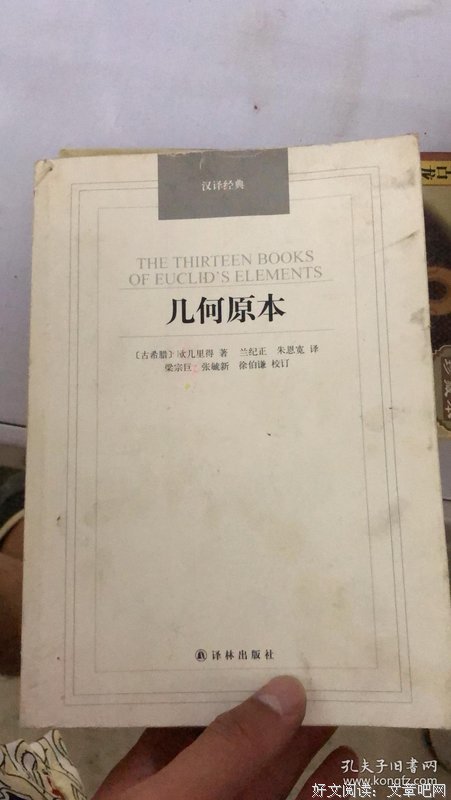 汉译经典
THE THIRTEEN BOOKS
OF EUCLID'S ELEMENTS
几何原本
〔古希腊〕欧几里得 著 兰纪正 朱恩宽 译
梁宗巨 张毓新 徐伯谦 校订
译林出版社
古龙
孔夫子旧书网
www.kongfz.com
好文阅读：文章吧网